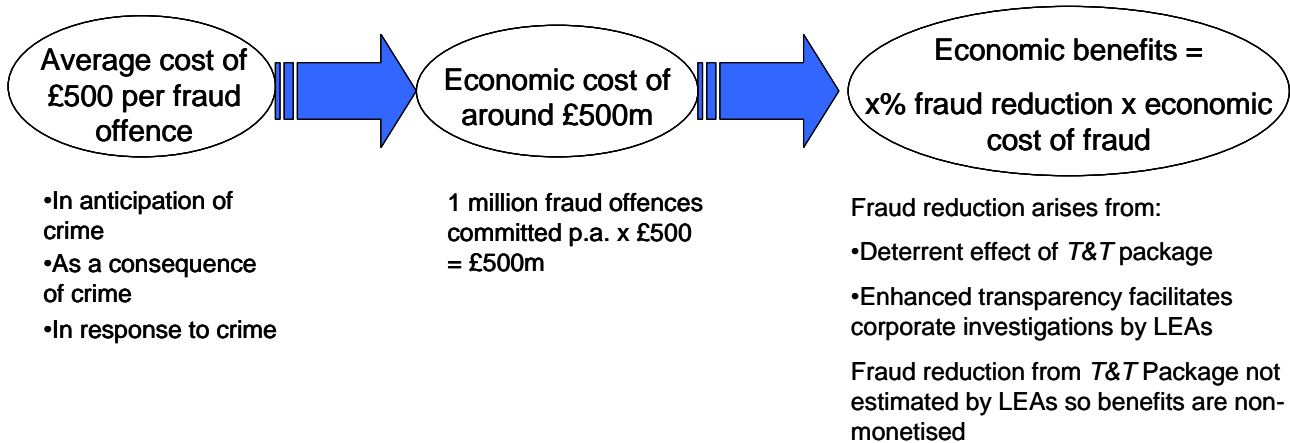 Average cost of
£500 per fraud
offence
•In anticipation of
crime
•As a consequence
of crime
•In response to crime
Economic cost of
around £500m
1 million fraud offences
committed p.a. x £500
= £500m
Economic benefits =
x% fraud reduction x economic
cost of fraud
Fraud reduction arises from:
•Deterrent effect of T&T package
•Enhanced transparency facilitates
corporate investigations by LEAs
Fraud reduction from T&T Package not
estimated by LEAs so benefits are non-
monetised